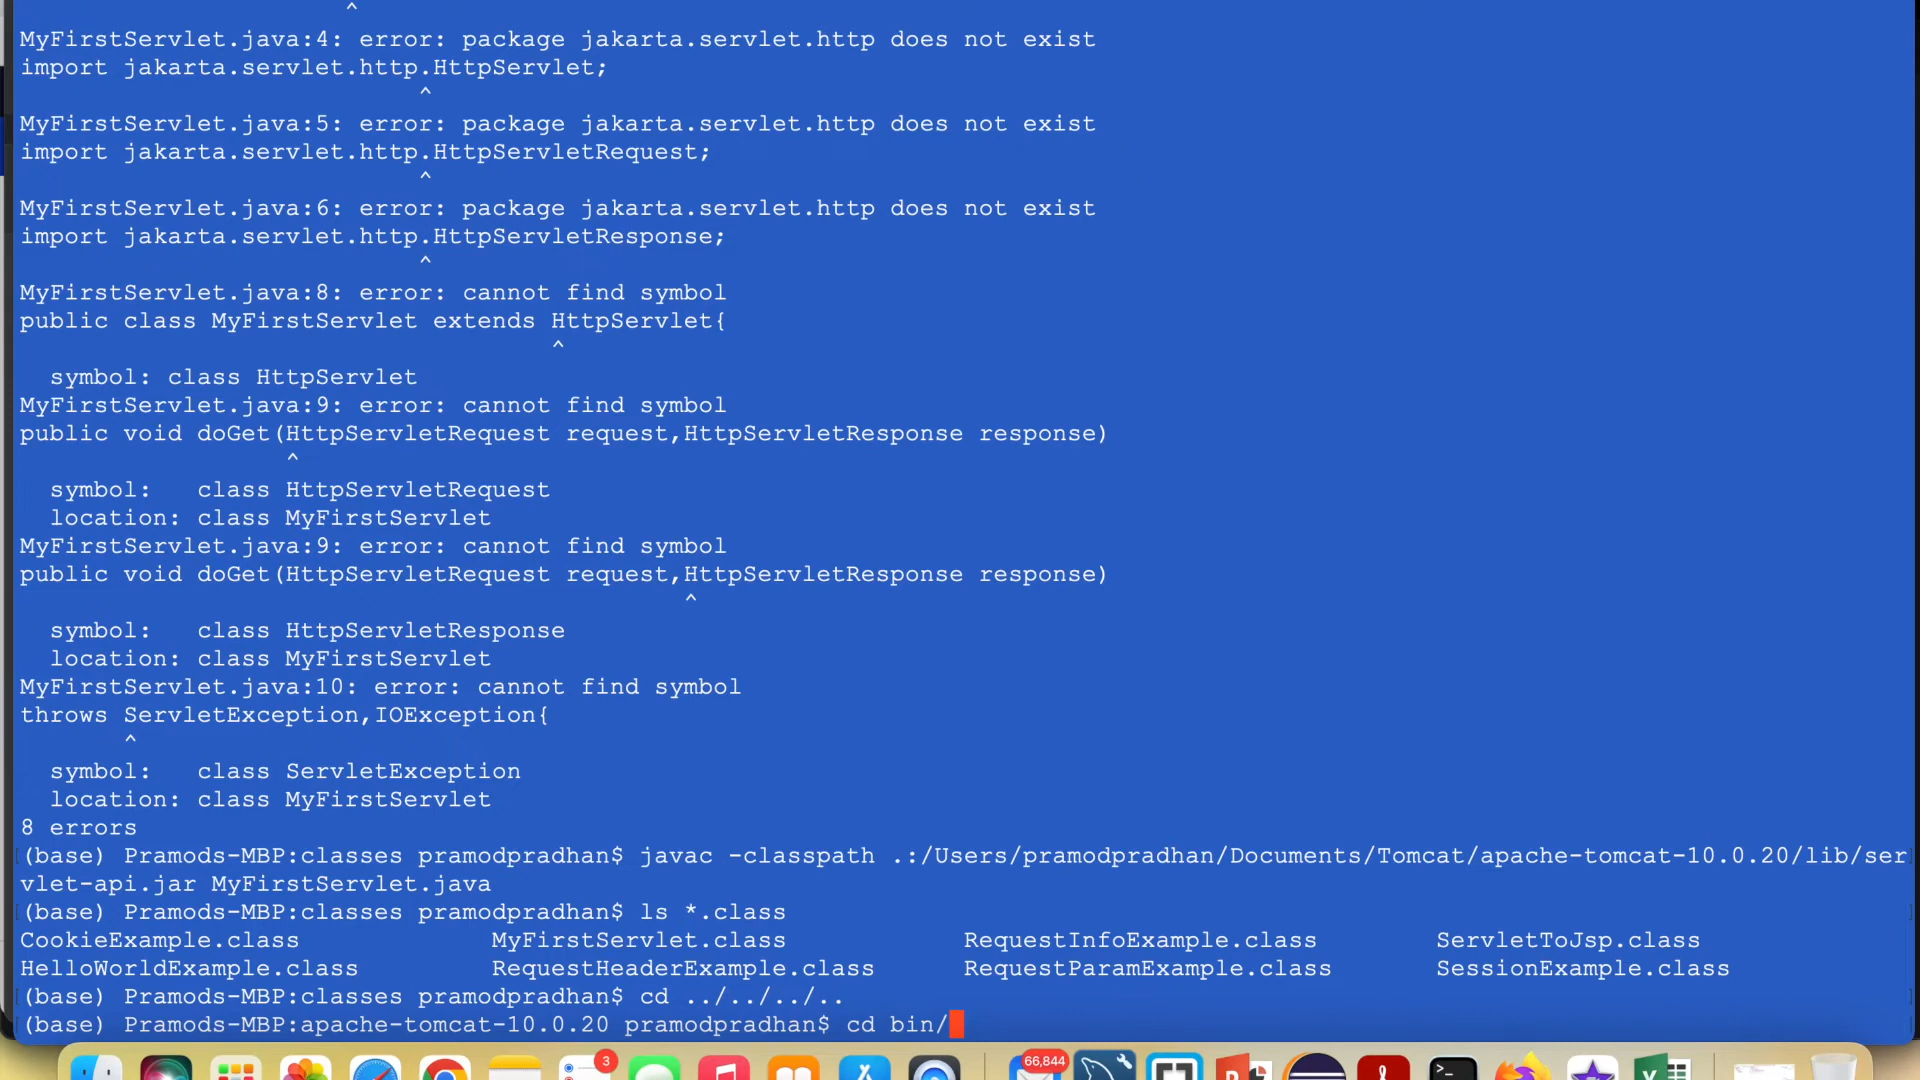 ^
MyFirstServlet.java:4: error: package jakarta.servlet.http does not exist
import jakarta.servlet.http.HttpServlet;
^
MyFirstServlet.java:5: error: package jakarta.servlet.http does not exist
import jakarta.servlet.http.HttpServletRequest;
^
MyFirstServlet.java:6: error: package jakarta.servlet.http does not exist
import jakarta.servlet.http.HttpServletResponse;
^
MyFirstServlet.java:8: error: cannot find symbol
public class MyFirstServlet extends HttpServlet{
^
symbol: class HttpServlet
MyFirstServlet.java:9: error: cannot find symbol
public void doGet(HttpServletRequest request,HttpServletResponse response)
^
symbol:   class HttpServletRequest
location: class MyFirstServlet
MyFirstServlet.java:9: error: cannot find symbol
public void doGet(HttpServletRequest request,HttpServletResponse response)
^
symbol:   class HttpServletResponse
location: class MyFirstServlet
MyFirstServlet.java:10: error: cannot find symbol
throws ServletException,IOException{
^
symbol:   class ServletException
location: class MyFirstServlet
8 errors
[(base) Pramods-MBP:classes pramodpradhan$ javac -classpath .:/Users/pramodpradhan/Documents/Tomcat/apache-tomcat-10.0.20/lib/ser]
vlet-api.jar MyFirstServlet.java
[(base) Pramods-MBP:classes pramodpradhan$ ls *.class ]
CookieExample.class MyFirstServlet.class RequestInfoExample.class ServletToJsp.class
HelloWorldExample.class RequestHeaderExample.class RequestParamExample.class SessionExample.class
[(base) Pramods-MBP:classes pramodpradhan$ cd ../../../.. ]
[(base) Pramods-MBP:apache-tomcat-10.0.20 pramodpradhan$ cd bin/ ]
3
66,844